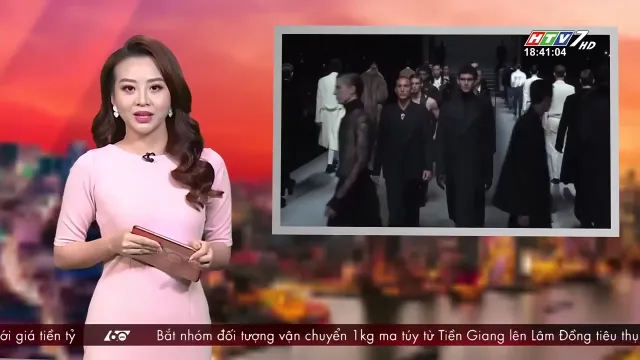 HTV7 HD
18:41:04
ới giá tiền tỷ 60 Bắt nhóm đối tượng vận chuyển 1kg ma túy từ Tiền Giang lên Lâm Đồng tiêu thụ